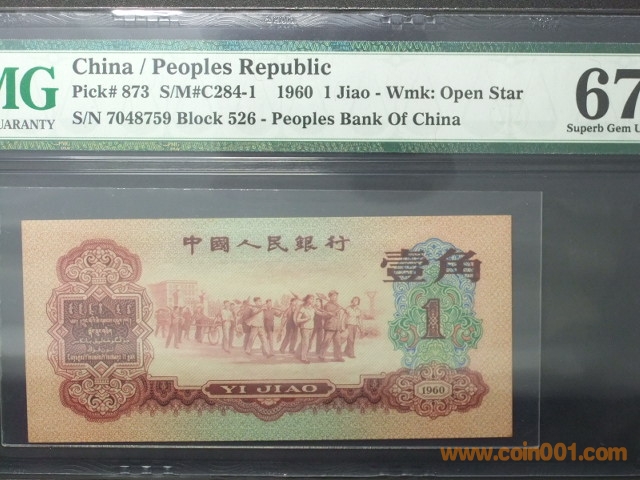 MG
GUARANTY
China / Peoples Republic
Pick# 873 S/M#C284-1 1960 1 Jiao - Wmk: Open Star
S/N 7048759 Block 526 - Peoples Bank Of China
67
Superb Gem U
中國人民銀行
壹角
1
YI JIAO
1960
www.coin001.com